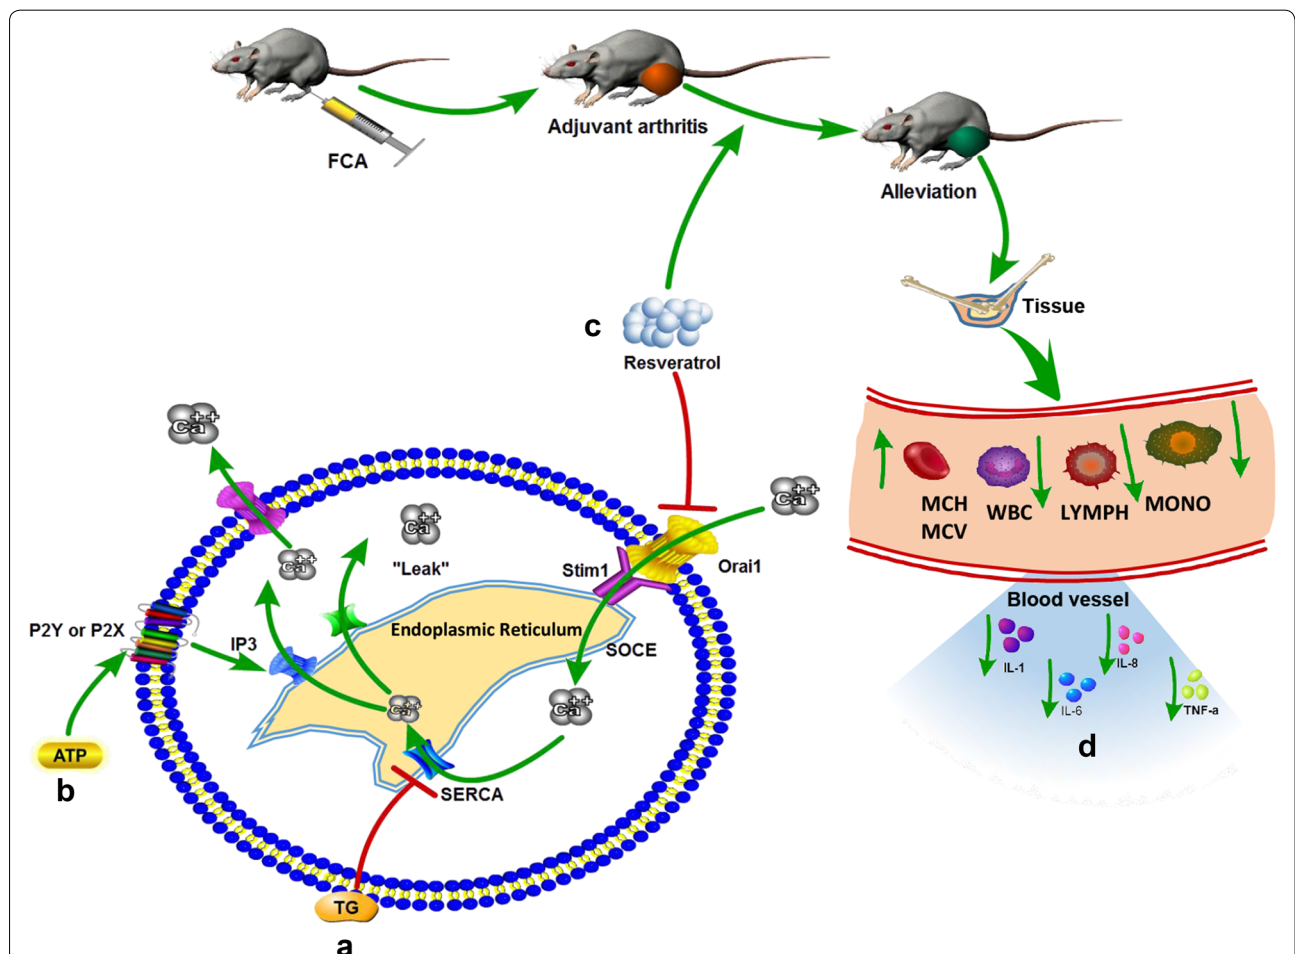 FCA
Adjuvant arthritis
Alleviation
Tissue
c
Resveratrol
Ca++
Ca++
Ca++
Ca++
"Leak"
Stim1
Orai1
MCH
MCV
WBC
LYMPH
MONO
Blood vessel
P2Y or P2X
IP3
Endoplasmic Reticulum
SOCE
Ca++
Ca++
IL-1
IL-8
IL-6
TNF-a
d
ATP
b
SERCA
TG
a